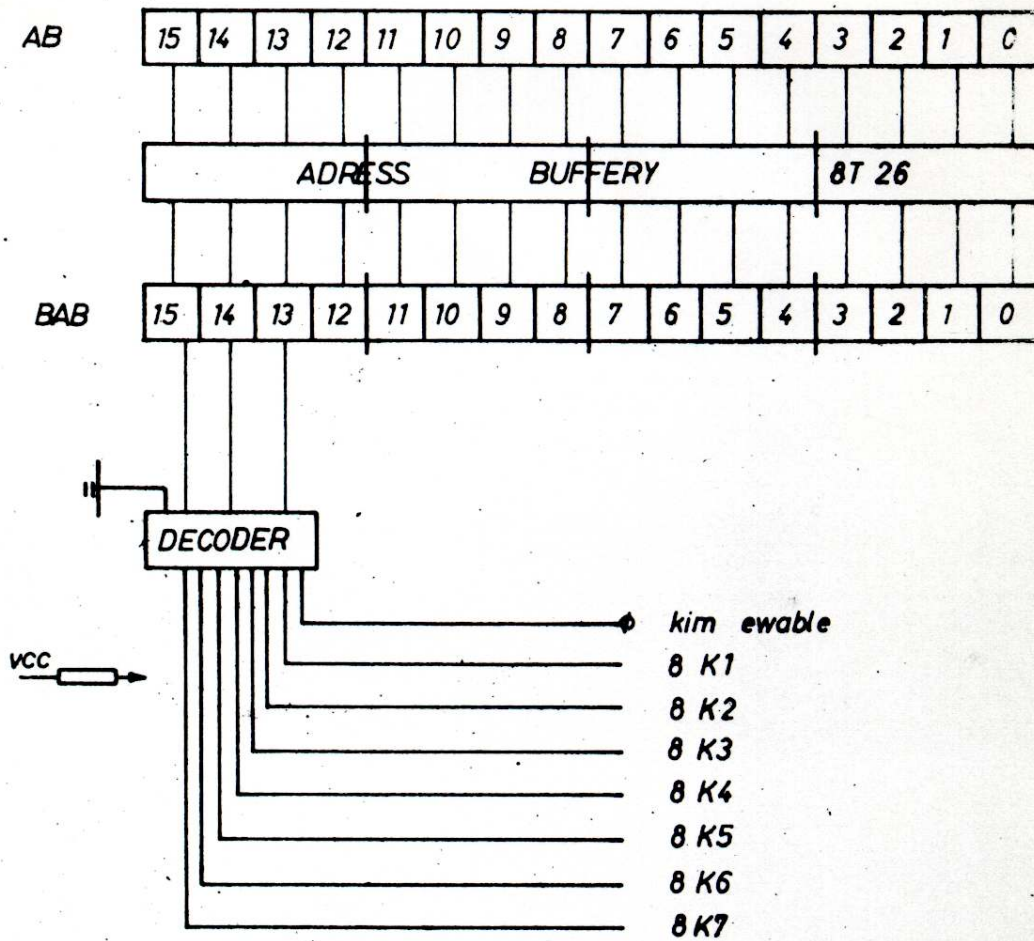 AB 15 14 13 12 11 10 9 8 7 6 5 4 3 2 1 0
ADRESS BUFFERY 8T 26
BAB 15 14 13 12 11 10 9 8 7 6 5 4 3 2 1 0
DECODER
kim ewable
VCC
8 K1
8 K2
8 K3
8 K4
8 K5
8 K6
8 K7